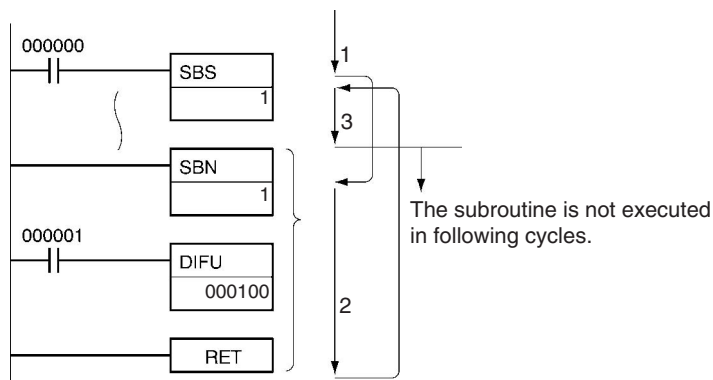 000000
SBS
1
1
3
SBN
1
The subroutine is not executed
in following cycles.
000001
DIFU
000100
2
RET